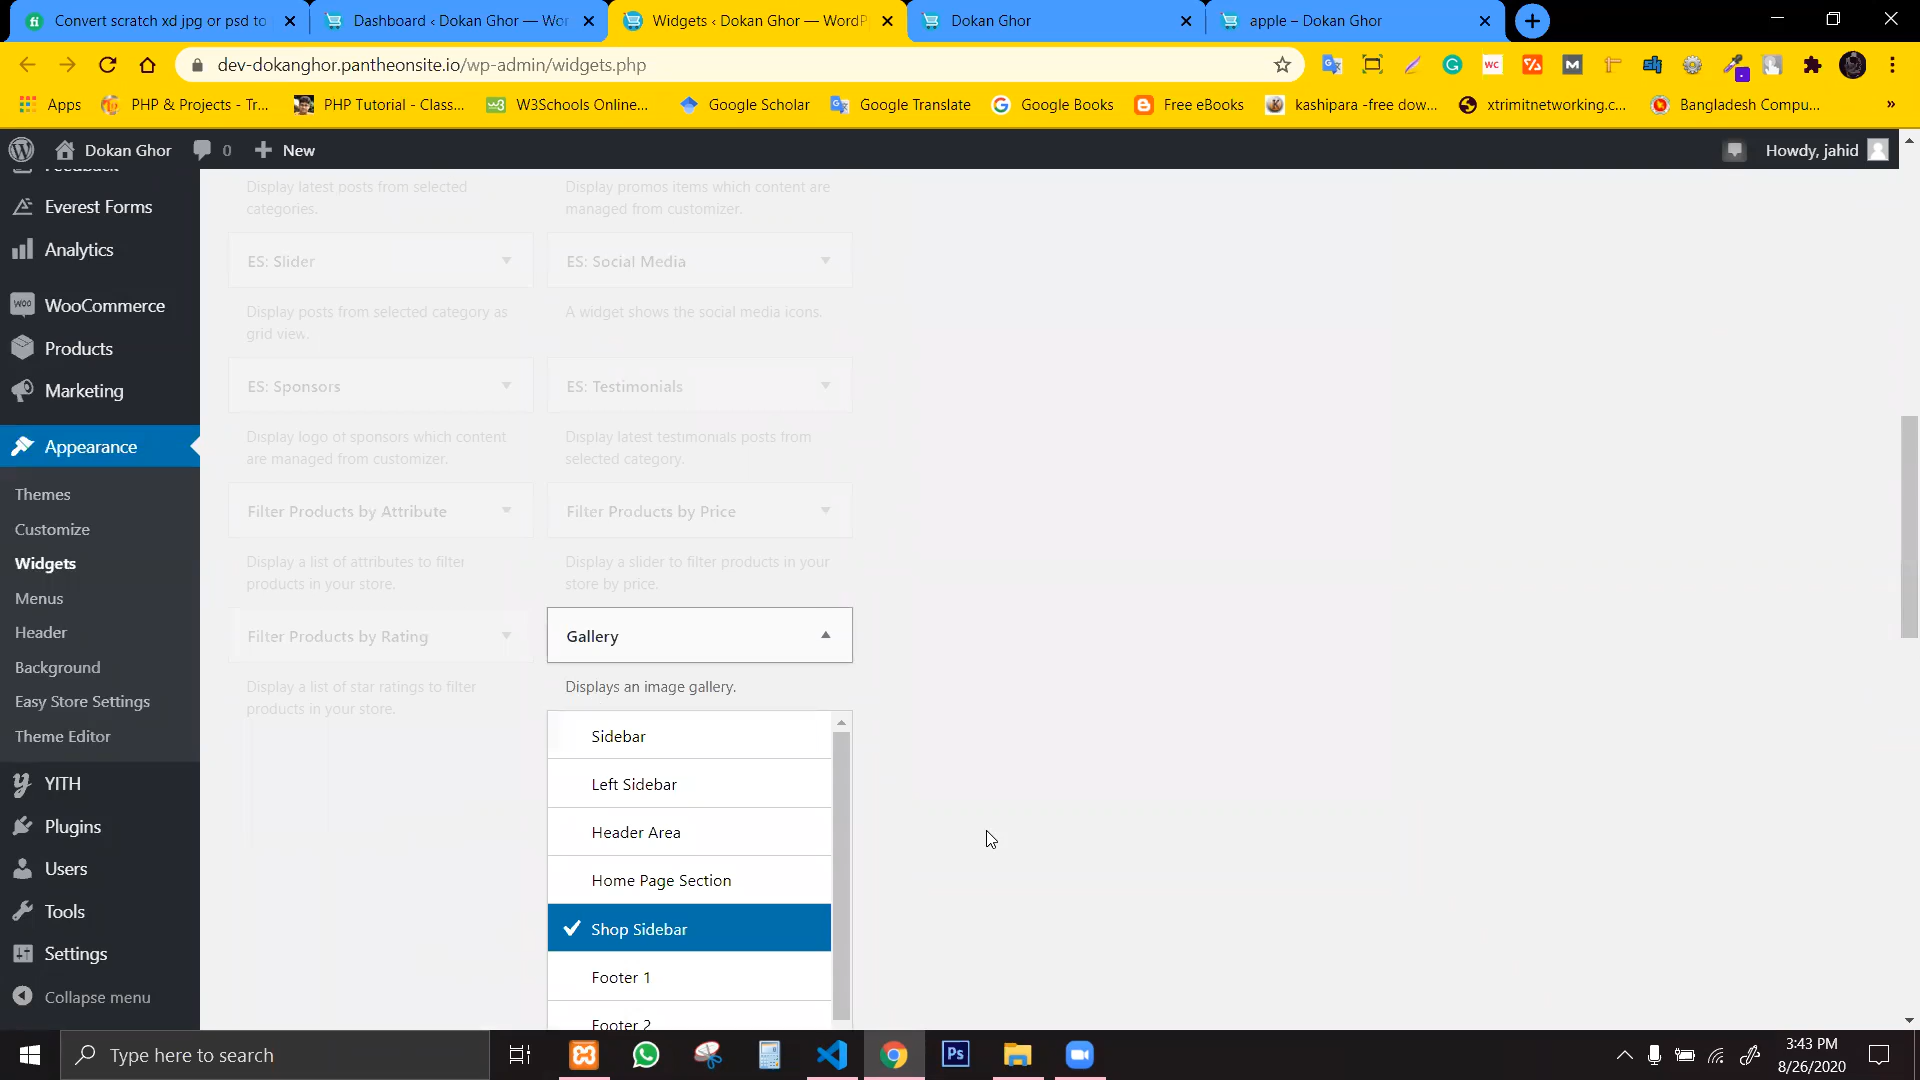 Convert scratch xd jpg or psd to
Dashboard ‹ Dokan Ghor — Wor
Widgets ‹ Dokan Ghor — WordP
Dokan Ghor
apple – Dokan Ghor
dev-dokanghor.pantheonsite.io/wp-admin/widgets.php
Apps
PHP & Projects - Tr...
PHP Tutorial - Class...
W3Schools Online...
Google Scholar
Google Translate
Google Books
Free eBooks
kashipara -free dow...
xtrimitnetworking.c...
Bangladesh Compu...
»
Dokan Ghor
0
New
Howdy, jahid
Feedback
Everest Forms
Analytics
WooCommerce
Products
Marketing
Appearance
Themes
Customize
Widgets
Menus
Header
Background
Easy Store Settings
Theme Editor
YITH
Plugins
Users
Tools
Settings
Collapse menu
Display latest posts from selected
categories.
Display promos items which content are
managed from customizer.
ES: Slider
ES: Social Media
Display posts from selected category as
grid view.
A widget shows the social media icons.
ES: Sponsors
ES: Testimonials
Display logo of sponsors which content
are managed from customizer.
Display latest testimonials posts from
selected category.
Filter Products by Attribute
Filter Products by Price
Display a list of attributes to filter
products in your store.
Display a slider to filter products in your
store by price.
Filter Products by Rating
Gallery
Display a list of star ratings to filter
products in your store.
Displays an image gallery.
Sidebar
Left Sidebar
Header Area
Home Page Section
Shop Sidebar
Footer 1
Footer 2
Type here to search
Ps
3:43 PM
8/26/2020